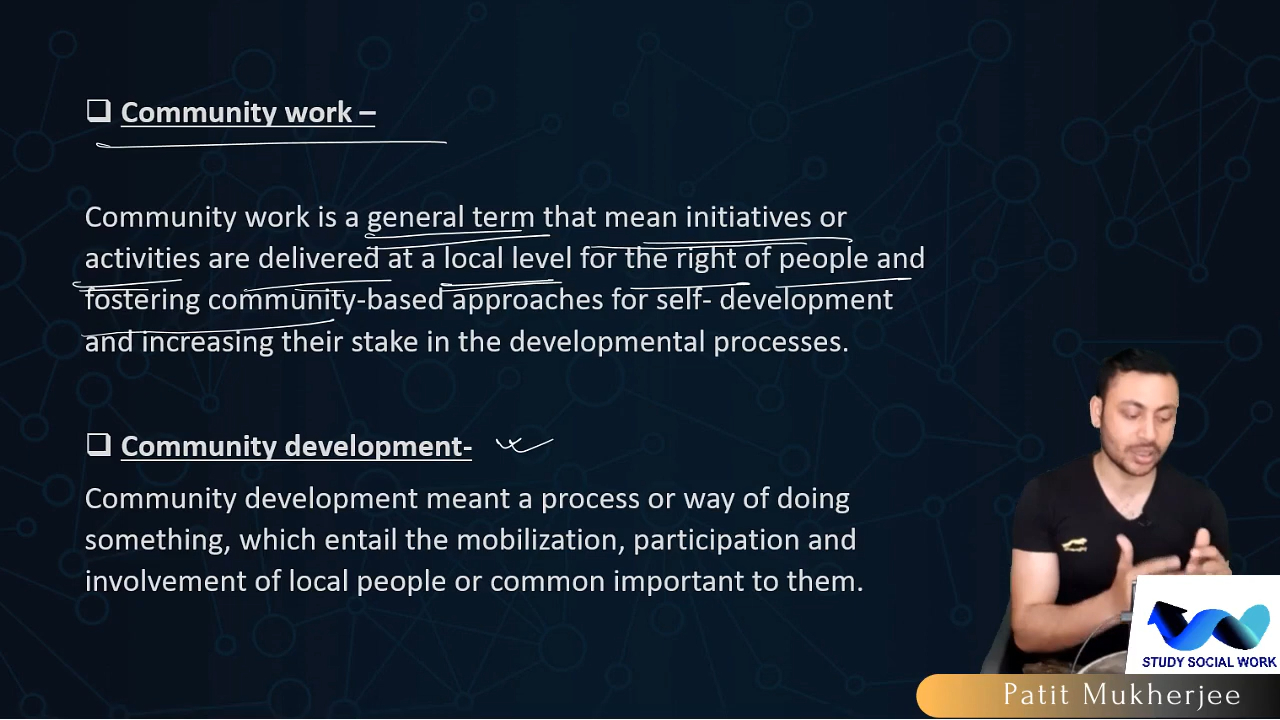 ❑ Community work –
Community work is a general term that mean initiatives or
activities are delivered at a local level for the right of people and
fostering community-based approaches for self- development
and increasing their stake in the developmental processes.
❑ Community development-
Community development meant a process or way of doing
something, which entail the mobilization, participation and
involvement of local people or common important to them.
STUDY SOCIAL WORK
Patit Mukherjee